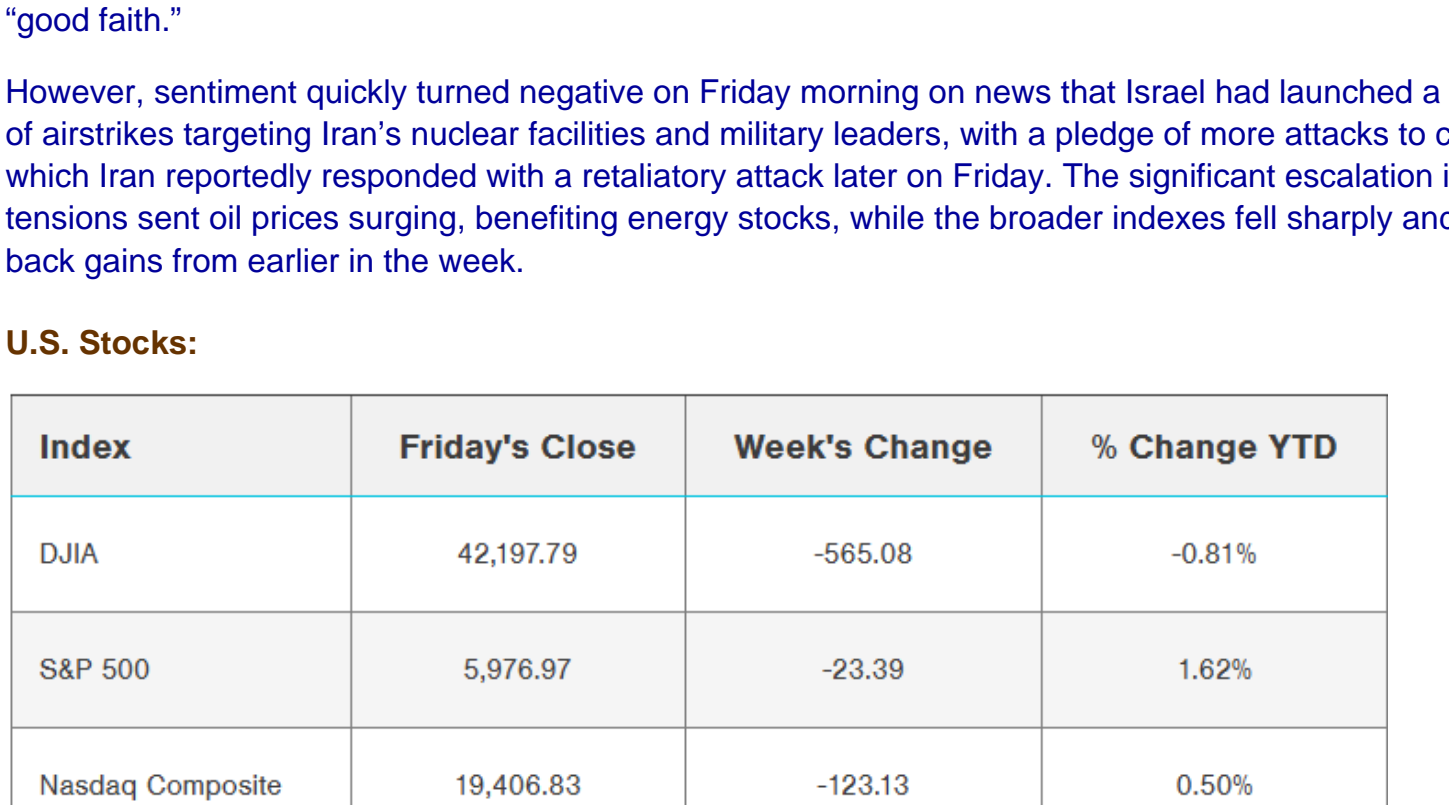 “good faith.”
However, sentiment quickly turned negative on Friday morning on news that Israel had launched a
of airstrikes targeting Iran’s nuclear facilities and military leaders, with a pledge of more attacks to
which Iran reportedly responded with a retaliatory attack later on Friday. The significant escalation
tensions sent oil prices surging, benefiting energy stocks, while the broader indexes fell sharply and
back gains from earlier in the week.
U.S. Stocks:
Index Friday's Close Week's Change % Change YTD
DJIA 42,197.79 -565.08 -0.81%
S&P 500 5,976.97 -23.39 1.62%
Nasdaq Composite 19,406.83 -123.13 0.50%